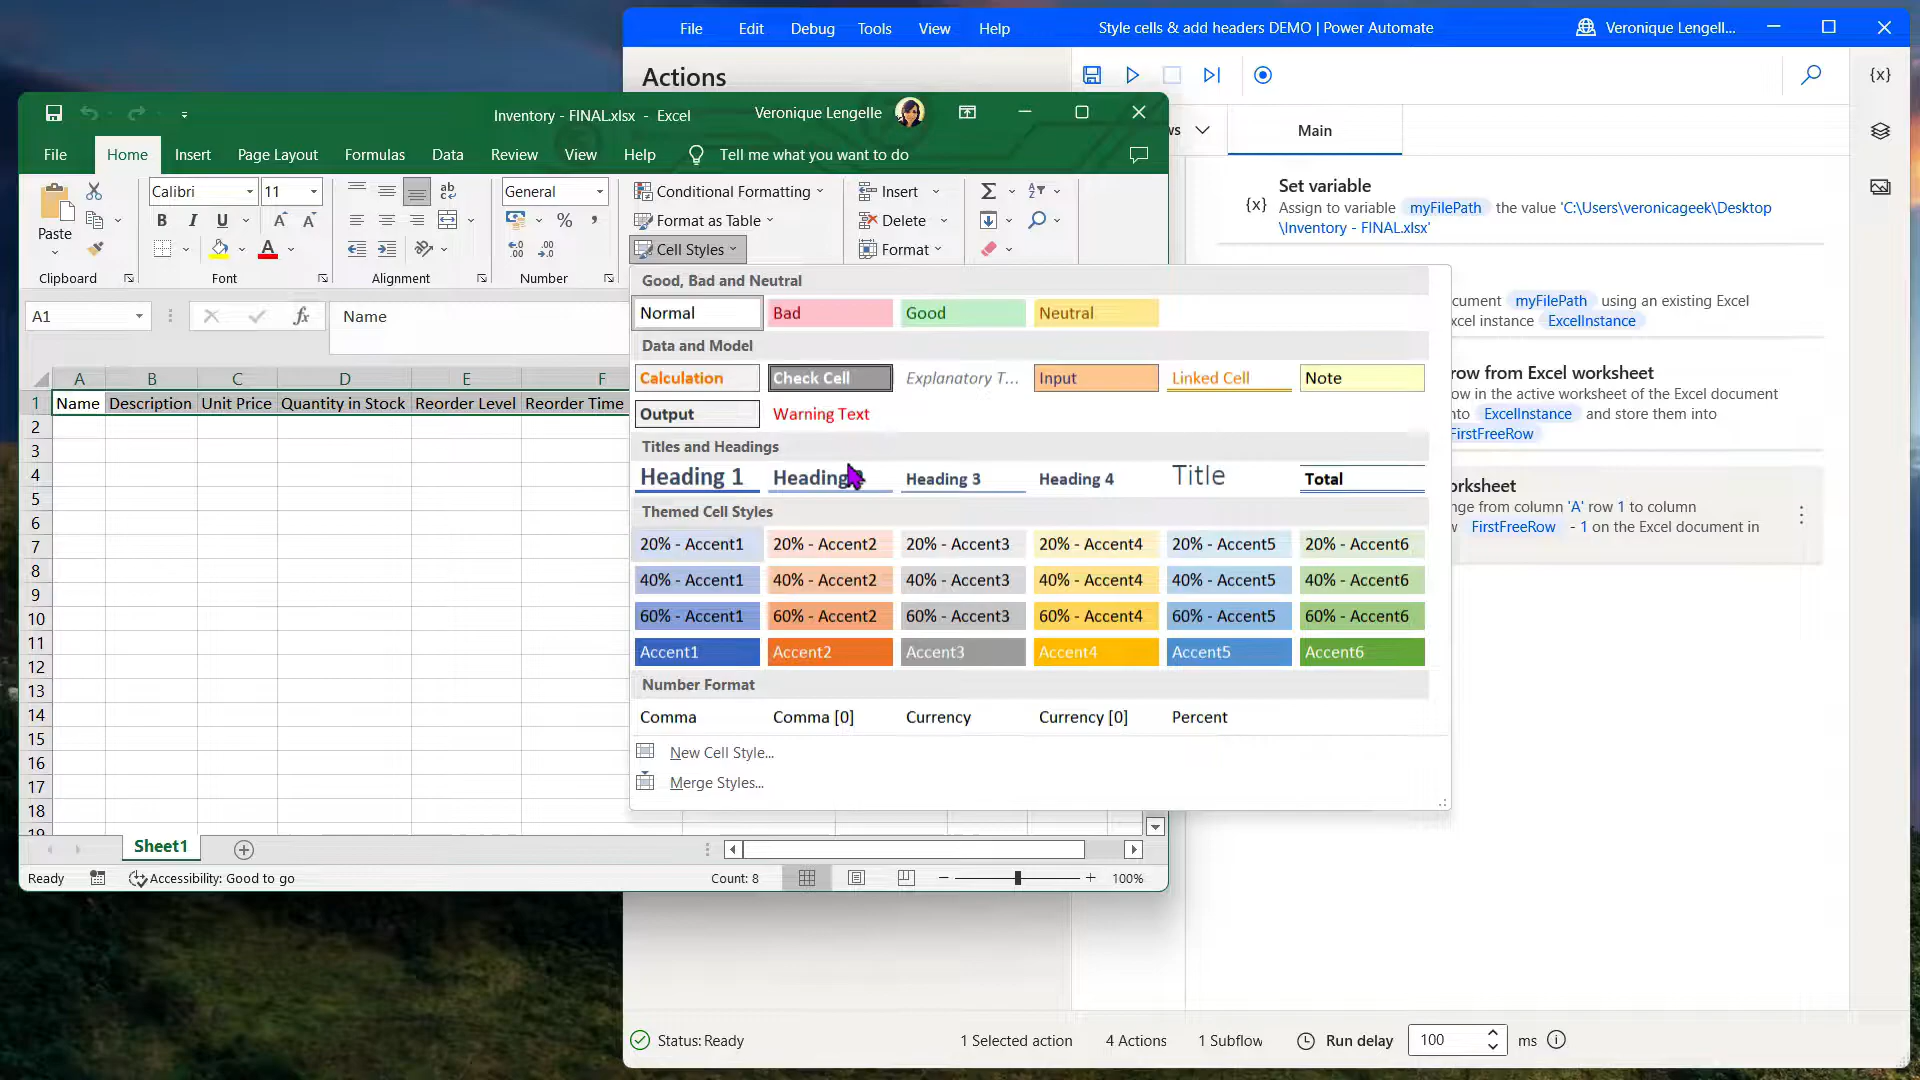 File Edit Debug Tools View Help
Style cells & add headers DEMO | Power Automate
Veronique Lengell...
Actions
Main
Inventory - FINAL.xlsx - Excel
Veronique Lengelle
File Home Insert Page Layout Formulas Data Review View Help Tell me what you want to do
Paste
Clipboard
Calibri 11
B I U
Font
Alignment
General
Number
Conditional Formatting
Format as Table
Cell Styles
Insert
Delete
Format
A1
fx
Name
A B C D E F
1 Name Description Unit Price Quantity in Stock Reorder Level Reorder Time
2
3
4
5
6
7
8
9
10
11
12
13
14
15
16
17
18
19
Good, Bad and Neutral
Normal Bad Good Neutral
Data and Model
Calculation Check Cell Explanatory T... Input Linked Cell Note
Output Warning Text
Titles and Headings
Heading 1 Heading Heading 3 Heading 4 Title Total
Themed Cell Styles
20% - Accent1 20% - Accent2 20% - Accent3 20% - Accent4 20% - Accent5 20% - Accent6
40% - Accent1 40% - Accent2 40% - Accent3 40% - Accent4 40% - Accent5 40% - Accent6
60% - Accent1 60% - Accent2 60% - Accent3 60% - Accent4 60% - Accent5 60% - Accent6
Accent1 Accent2 Accent3 Accent4 Accent5 Accent6
Number Format
Comma Comma [0] Currency Currency [0] Percent
New Cell Style...
Merge Styles...
Sheet1
Ready
Accessibility: Good to go
Count: 8
100%
{x} Set variable
Assign to variable myFilePath the value 'C:\Users\veronicageek\Desktop
\Inventory - FINAL.xlsx'
cument myFilePath using an existing Excel
xcel instance ExcelInstance
row from Excel worksheet
ow in the active worksheet of the Excel document
nto ExcelInstance and store them into
FirstFreeRow
orksheet
nge from column 'A' row 1 to column
w FirstFreeRow - 1 on the Excel document in
{x}
Status: Ready
1 Selected action
4 Actions
1 Subflow
Run delay 100 ms